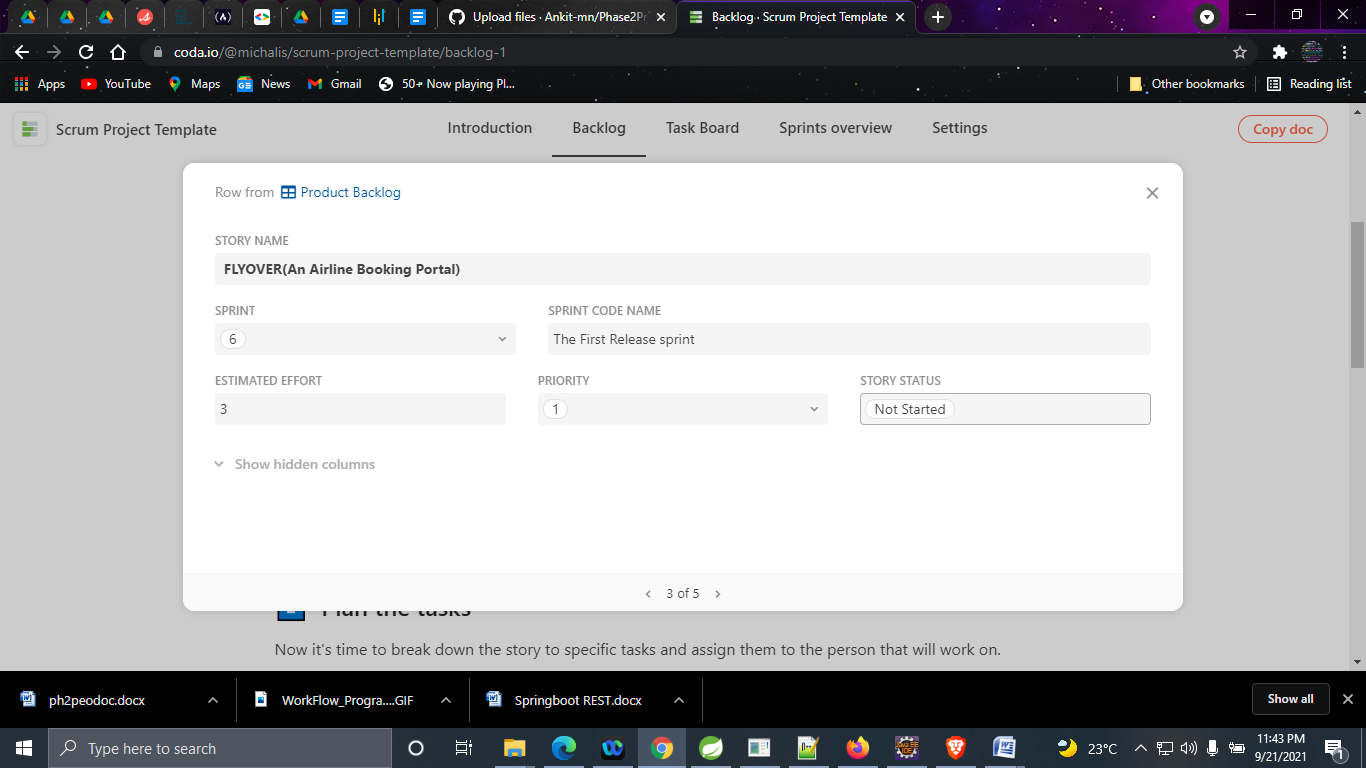 Upload files · Ankit-mn/Phase2Pr
Backlog · Scrum Project Template
coda.io/@michalis/scrum-project-template/backlog-1
Apps
YouTube
Maps
News
Gmail
50+ Now playing Pl...
Other bookmarks
Reading list
Scrum Project Template
Introduction
Backlog
Task Board
Sprints overview
Settings
Copy doc
Row from Product Backlog
STORY NAME
FLYOVER(An Airline Booking Portal)
SPRINT
SPRINT CODE NAME
6
The First Release sprint
ESTIMATED EFFORT
PRIORITY
STORY STATUS
3
1
Not Started
Show hidden columns
3 of 5
Plan the tasks
Now it's time to break down the story to specific tasks and assign them to the person that will work on.
ph2peodoc.docx
WorkFlow_Progra....GIF
Springboot REST.docx
Show all
Type here to search
23°C
11:43 PM
9/21/2021
1